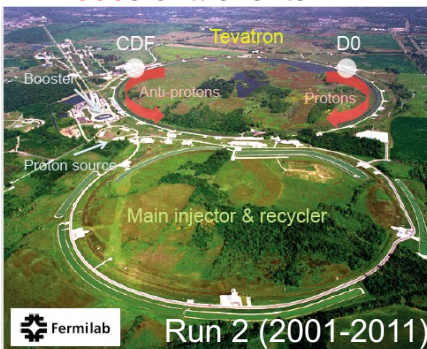 CDF
Tevatron
D0
Booster
Anti-protons
Protons
Proton source
Main injector & recycler
Fermilab
Run 2 (2001-2011)